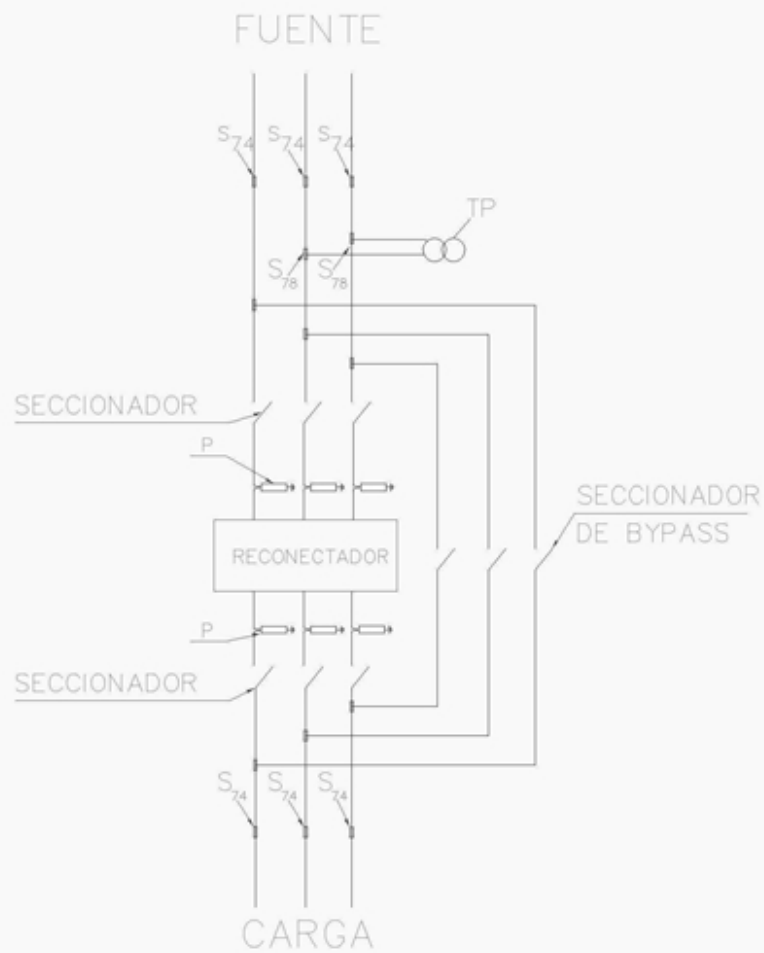 FUENTE
S74 S74 S74
TP
S78 S78
SECCIONADOR
P
SECCIONADOR
DE BYPASS
RECONECTADOR
P
SECCIONADOR
S74 S74 S74
CARGA